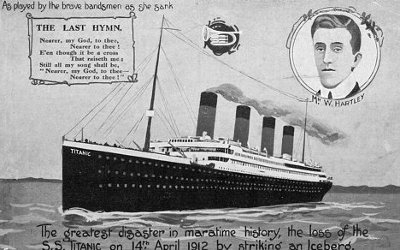 As played by the brave bandsmen as she sank
THE LAST HYMN.
Nearer, my God, to thee,
Nearer to thee!
E'en though it be a cross
That raiseth me:
Still all my song shall be,
"Nearer, my God, to thee—
Nearer to thee!"
Mr W. HARTLEY
TITANIC
The greatest disaster in maratime history, the loss of the
S.S. TITANIC on 14th April 1912 by striking an Iceberg.